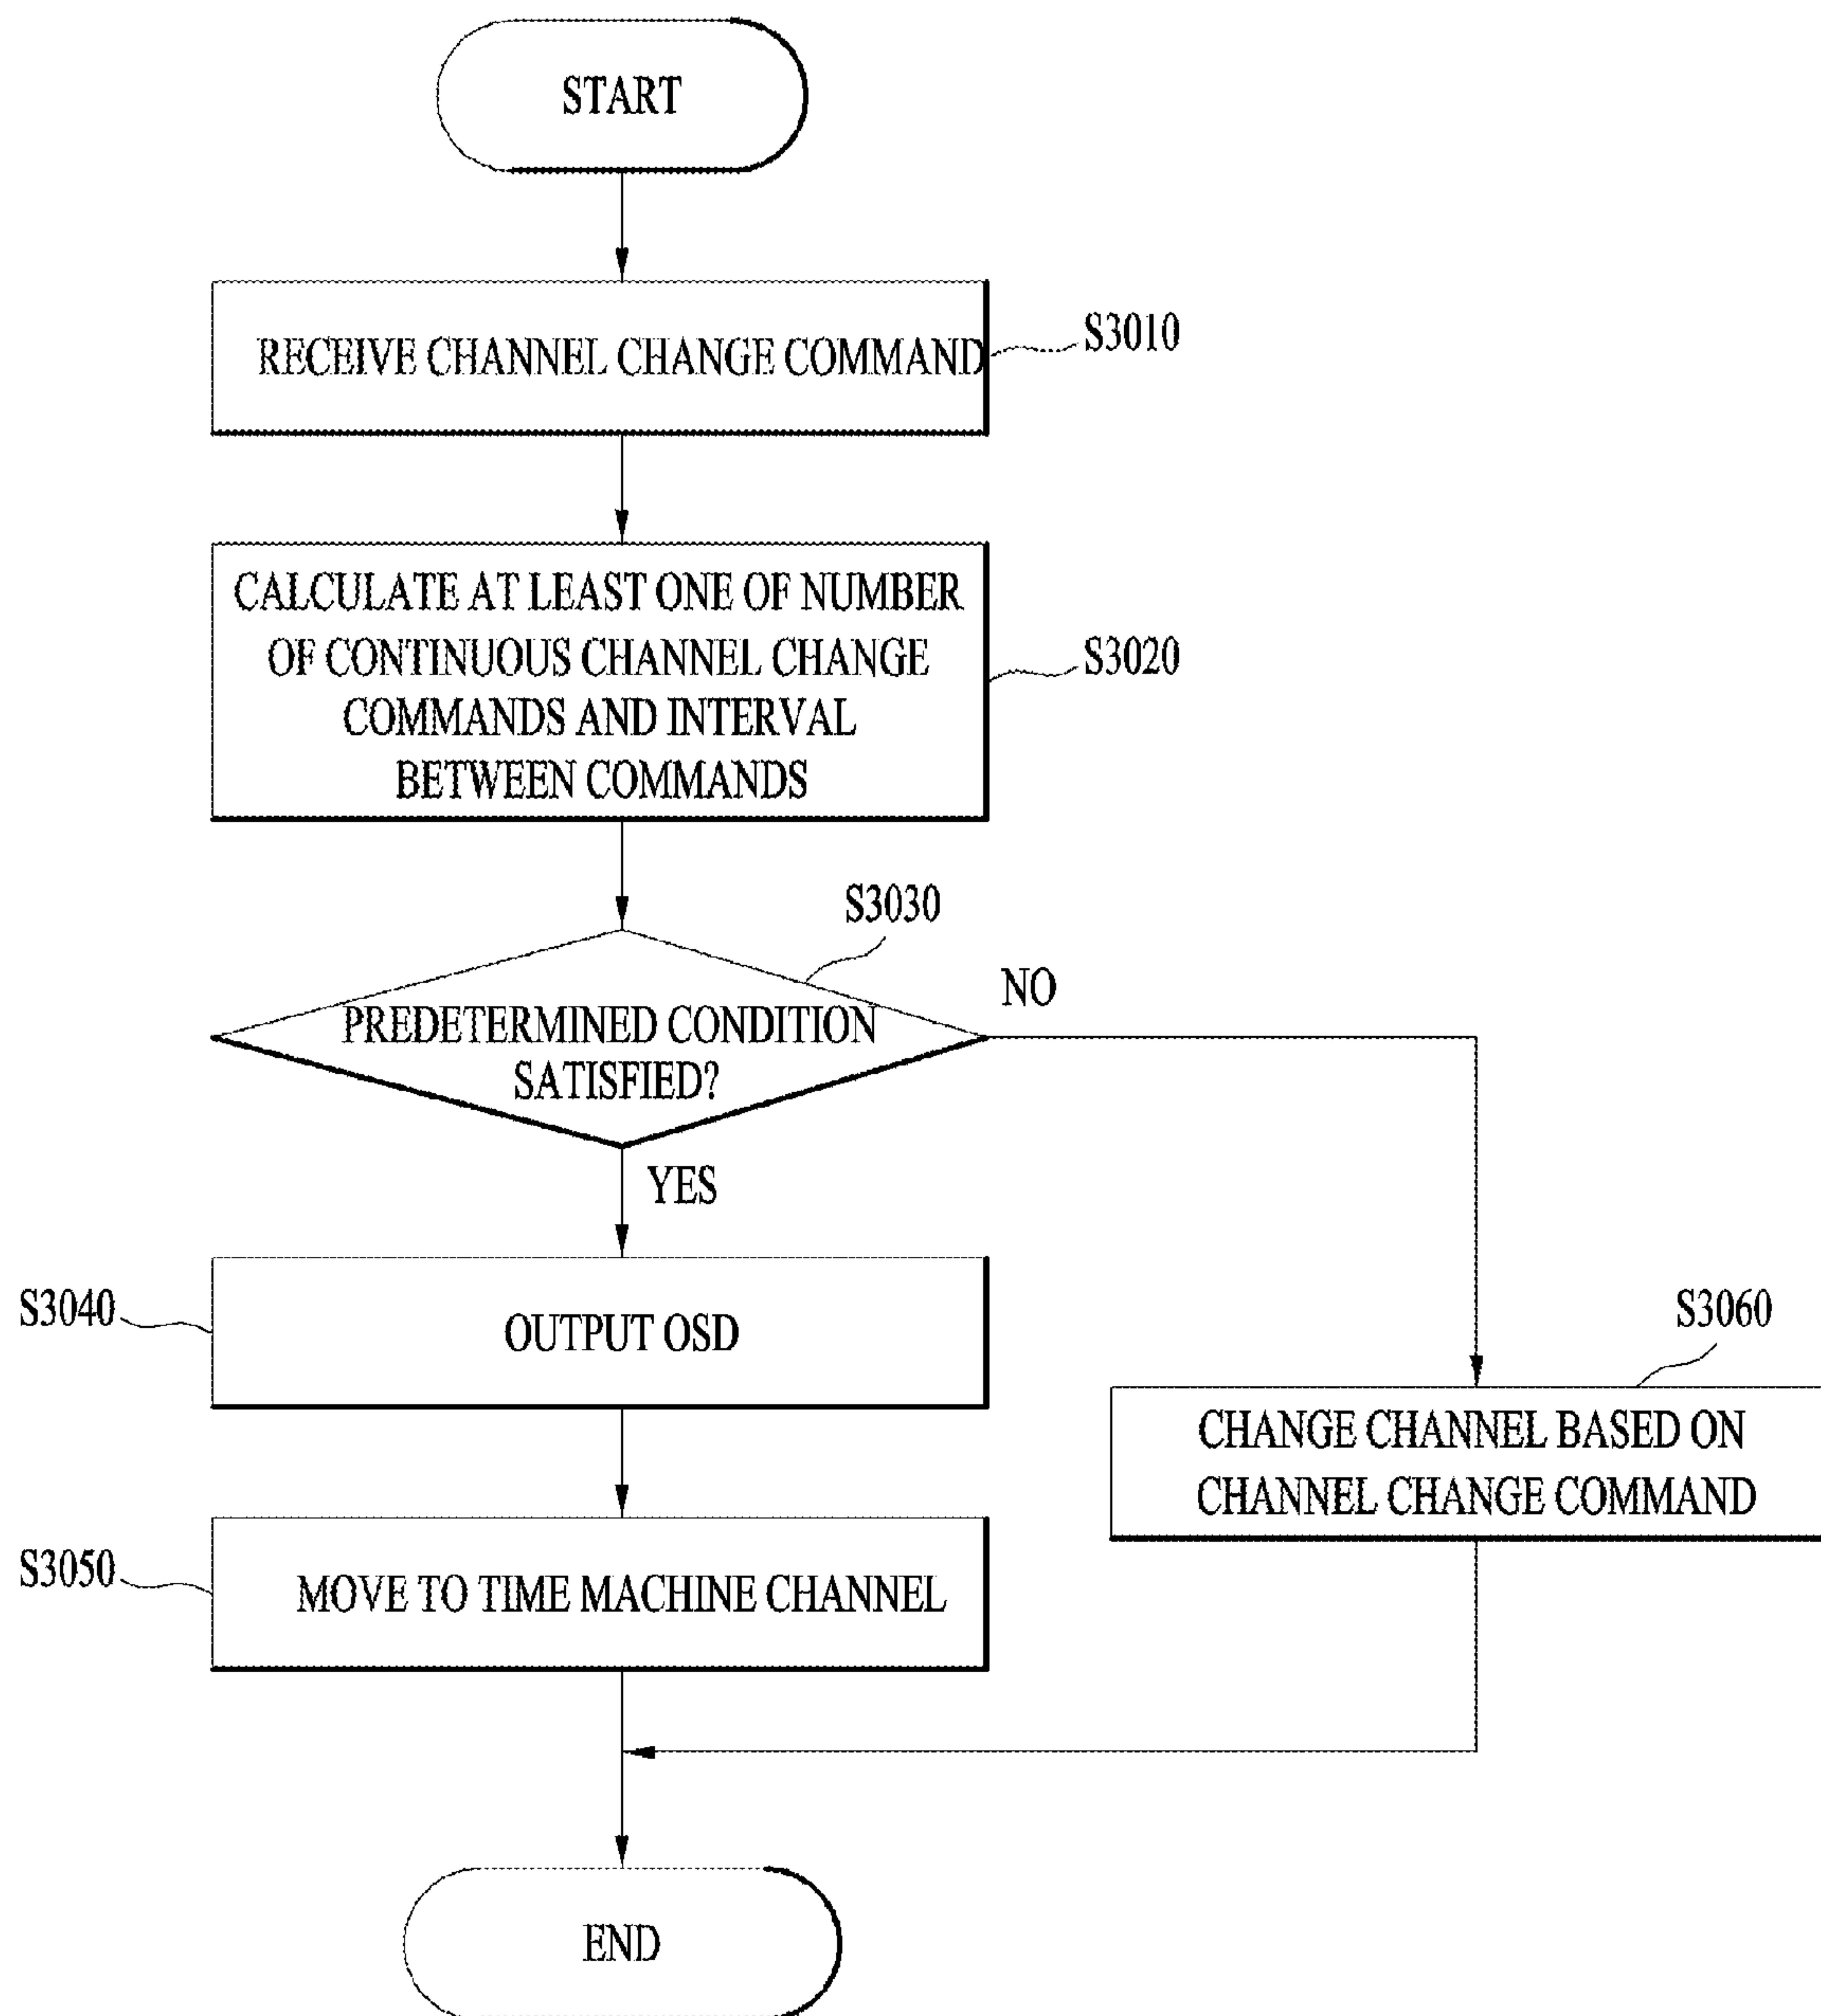 START
RECEIVE CHANNEL CHANGE COMMAND
S3010
CALCULATE AT LEAST ONE OF NUMBER
OF CONTINUOUS CHANNEL CHANGE
COMMANDS AND INTERVAL
BETWEEN COMMANDS
S3020
S3030
PREDETERMINED CONDITION
SATISFIED?
NO
YES
S3040
OUTPUT OSD
S3060
CHANGE CHANNEL BASED ON
CHANNEL CHANGE COMMAND
S3050
MOVE TO TIME MACHINE CHANNEL
END